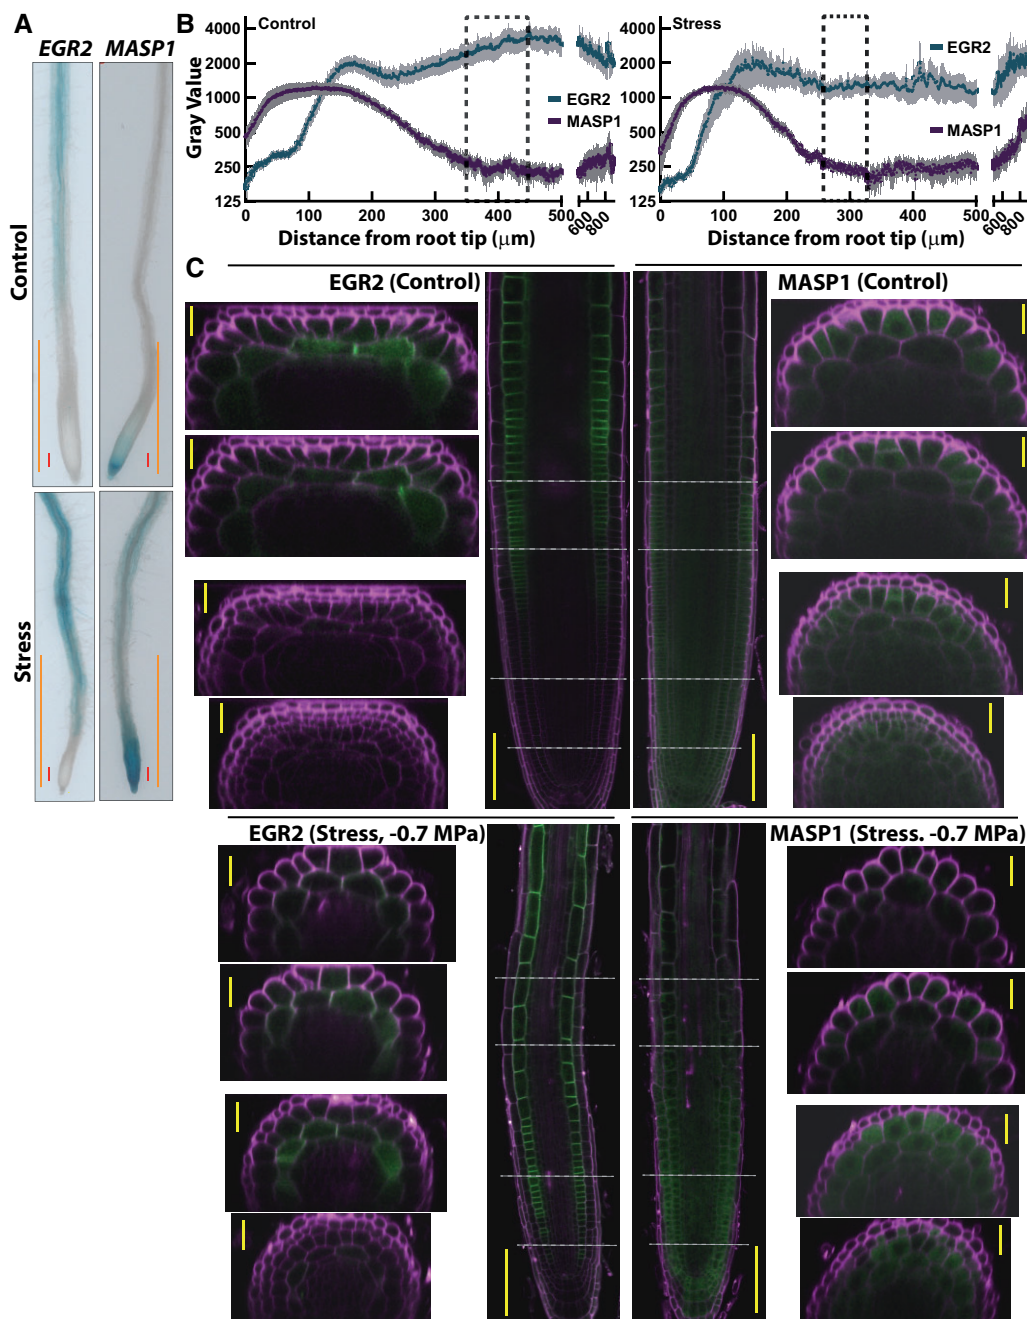 A
EGR2 MASP1
Control
Stress
B
Control
Gray Value
4000
2000
1000
500
250
125
EGR2
MASP1
0 100 200 300 400 500 600 800
Distance from root tip (μm)
Stress
4000
2000
1000
500
250
125
EGR2
MASP1
0 100 200 300 400 500 600 800
Distance from root tip (μm)
C
EGR2 (Control)
MASP1 (Control)
EGR2 (Stress, -0.7 MPa)
MASP1 (Stress. -0.7 MPa)